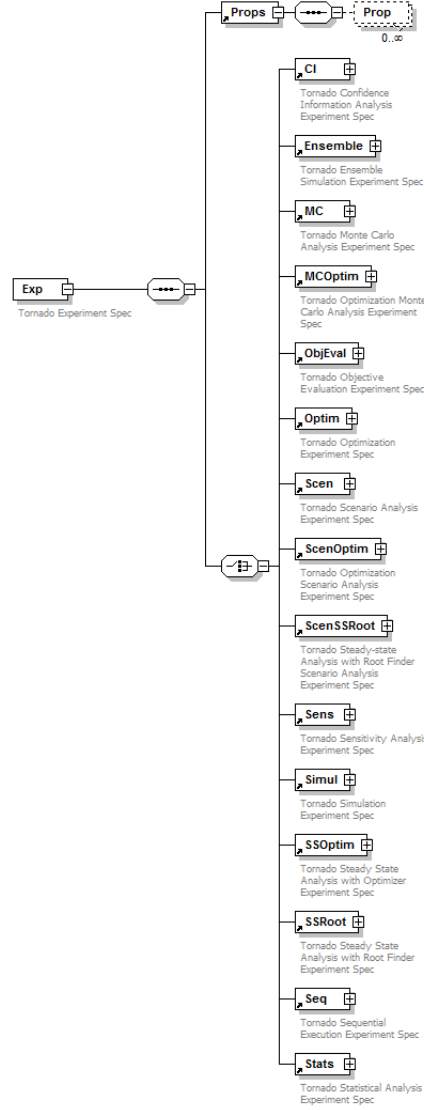 Props
Prop
0..∞
CI
Tornado Confidence
Information Analysis
Experiment Spec
Ensemble
Tornado Ensemble
Simulation Experiment Spec
MC
Tornado Monte Carlo
Analysis Experiment Spec
MCOptim
Exp
Tornado Experiment Spec
Tornado Optimization Monte
Carlo Analysis Experiment
Spec
ObjEval
Tornado Objective
Evaluation Experiment Spec
Optim
Tornado Optimization
Experiment Spec
Scen
Tornado Scenario Analysis
Experiment Spec
ScenOptim
Tornado Optimization
Scenario Analysis
Experiment Spec
ScenSSRoot
Tornado Steady-state
Analysis with Root Finder
Scenario Analysis
Experiment Spec
Sens
Tornado Sensitivity Analysis
Experiment Spec
Simul
Tornado Simulation
Experiment Spec
SSOptim
Tornado Steady State
Analysis with Optimizer
Experiment Spec
SSRoot
Tornado Steady State
Analysis with Root Finder
Experiment Spec
Seq
Tornado Sequential
Execution Experiment Spec
Stats
Tornado Statistical Analysis
Experiment Spec